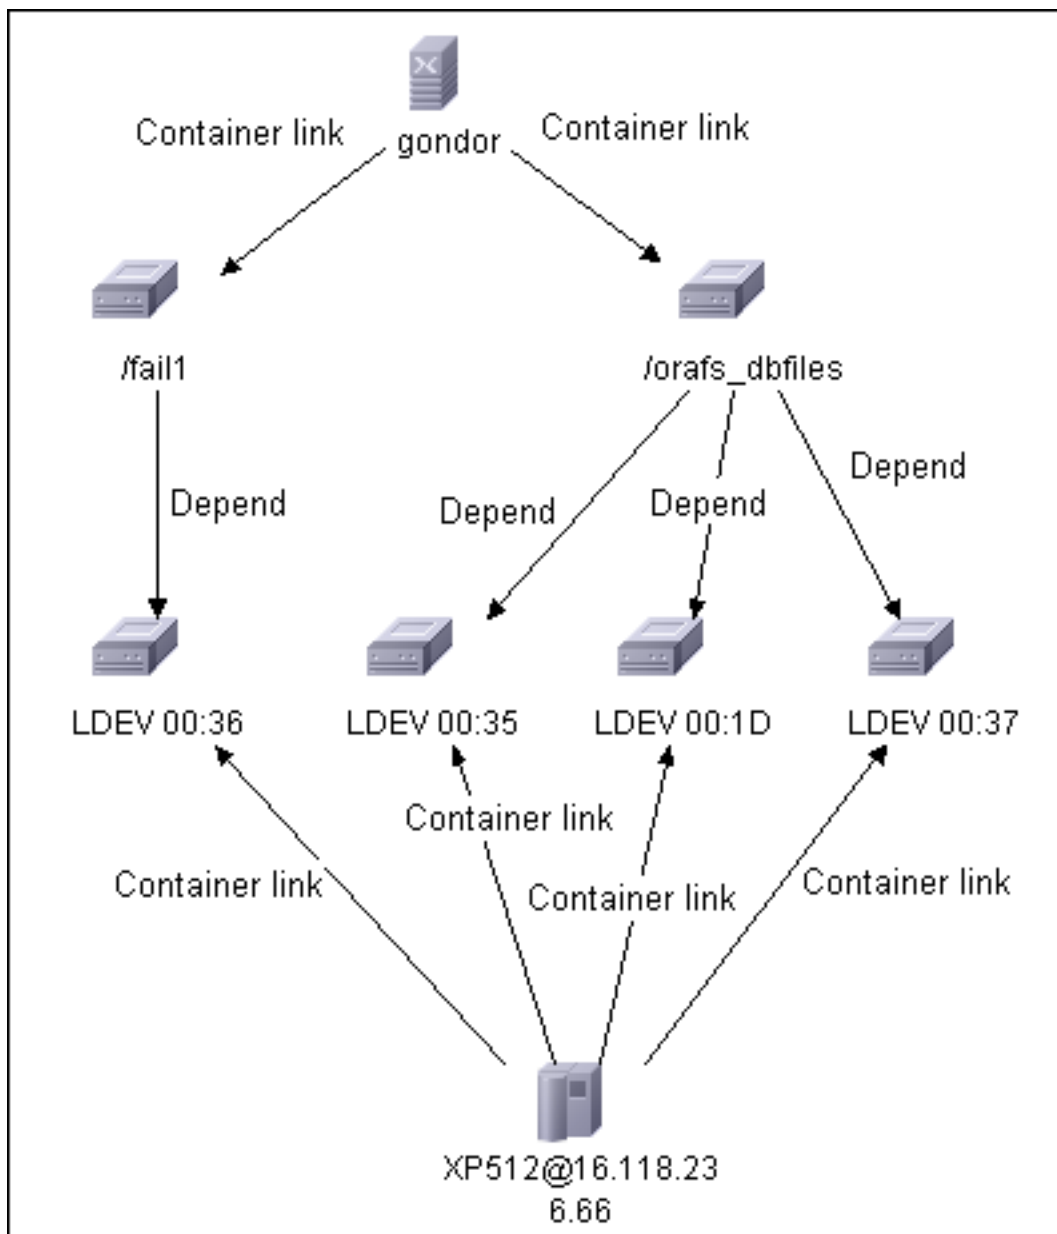 Container link
Container link
gondor
/fail1
/orafs_dbfiles
Depend
Depend
Depend
Depend
LDEV 00:36
LDEV 00:35
LDEV 00:1D
LDEV 00:37
Container link
Container link
Container link
Container link
XP512@16.118.23
6.66